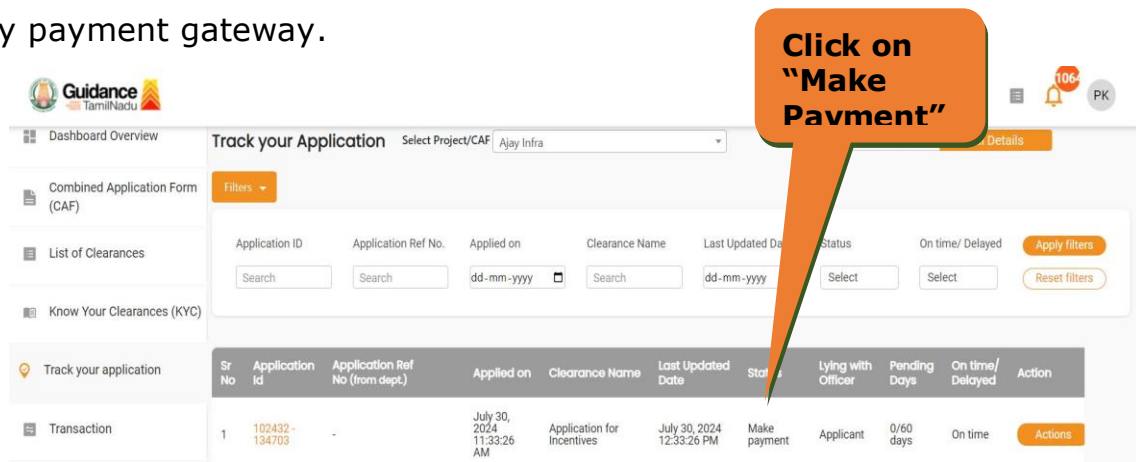 y payment gateway.
Click on
“Make
Payment”
Guidance
TamilNadu
1064
PK
Dashboard Overview
Track your Application Select Project/CAF Ajay Infra
Details
Combined Application Form
(CAF)
Filters
Application ID Application Ref No. Applied on Clearance Name Last Updated Da Status On time/ Delayed Apply filters
List of Clearances
Search Search dd-mm-yyyy Search dd-mm-yyyy Select Select Reset filters
Know Your Clearances (KYC)
Track your application
Sr
No
Application
Id
Application Ref
No (from dept.)
Applied on
Clearance Name
Last Updated
Date
Status
Lying with
Officer
Pending
Days
On time/
Delayed
Action
Transaction
1
102432 -
134703
-
July 30,
2024
11:33:26
AM
Application for
Incentives
July 30, 2024
12:33:26 PM
Make
payment
Applicant
0/60
days
On time
Actions